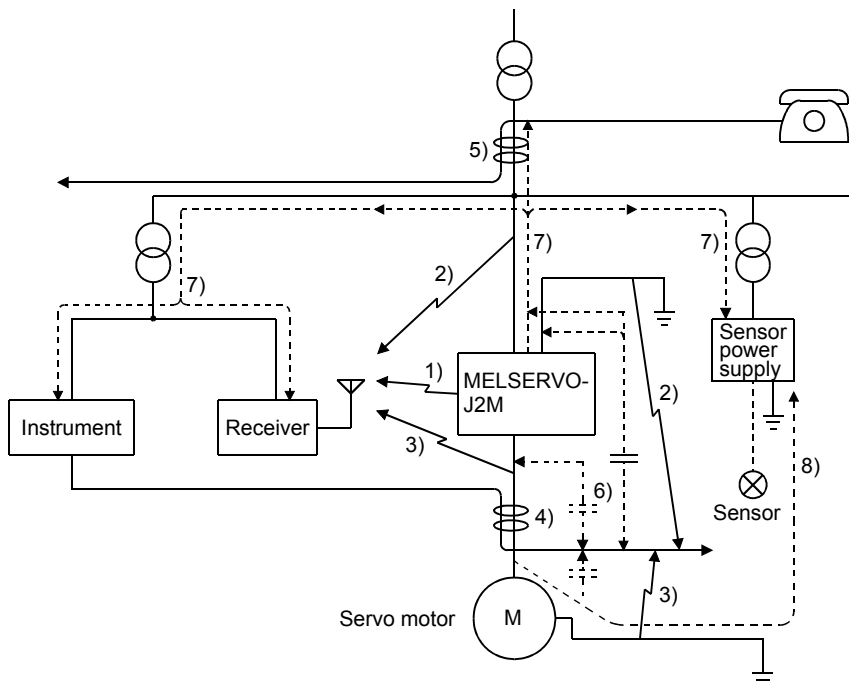 5)
7)
2)
7)
7)
Sensor
power
supply
1)
MELSERVO-
J2M
2)
Instrument
Receiver
3)
8)
6)
Sensor
4)
3)
Servo motor
M